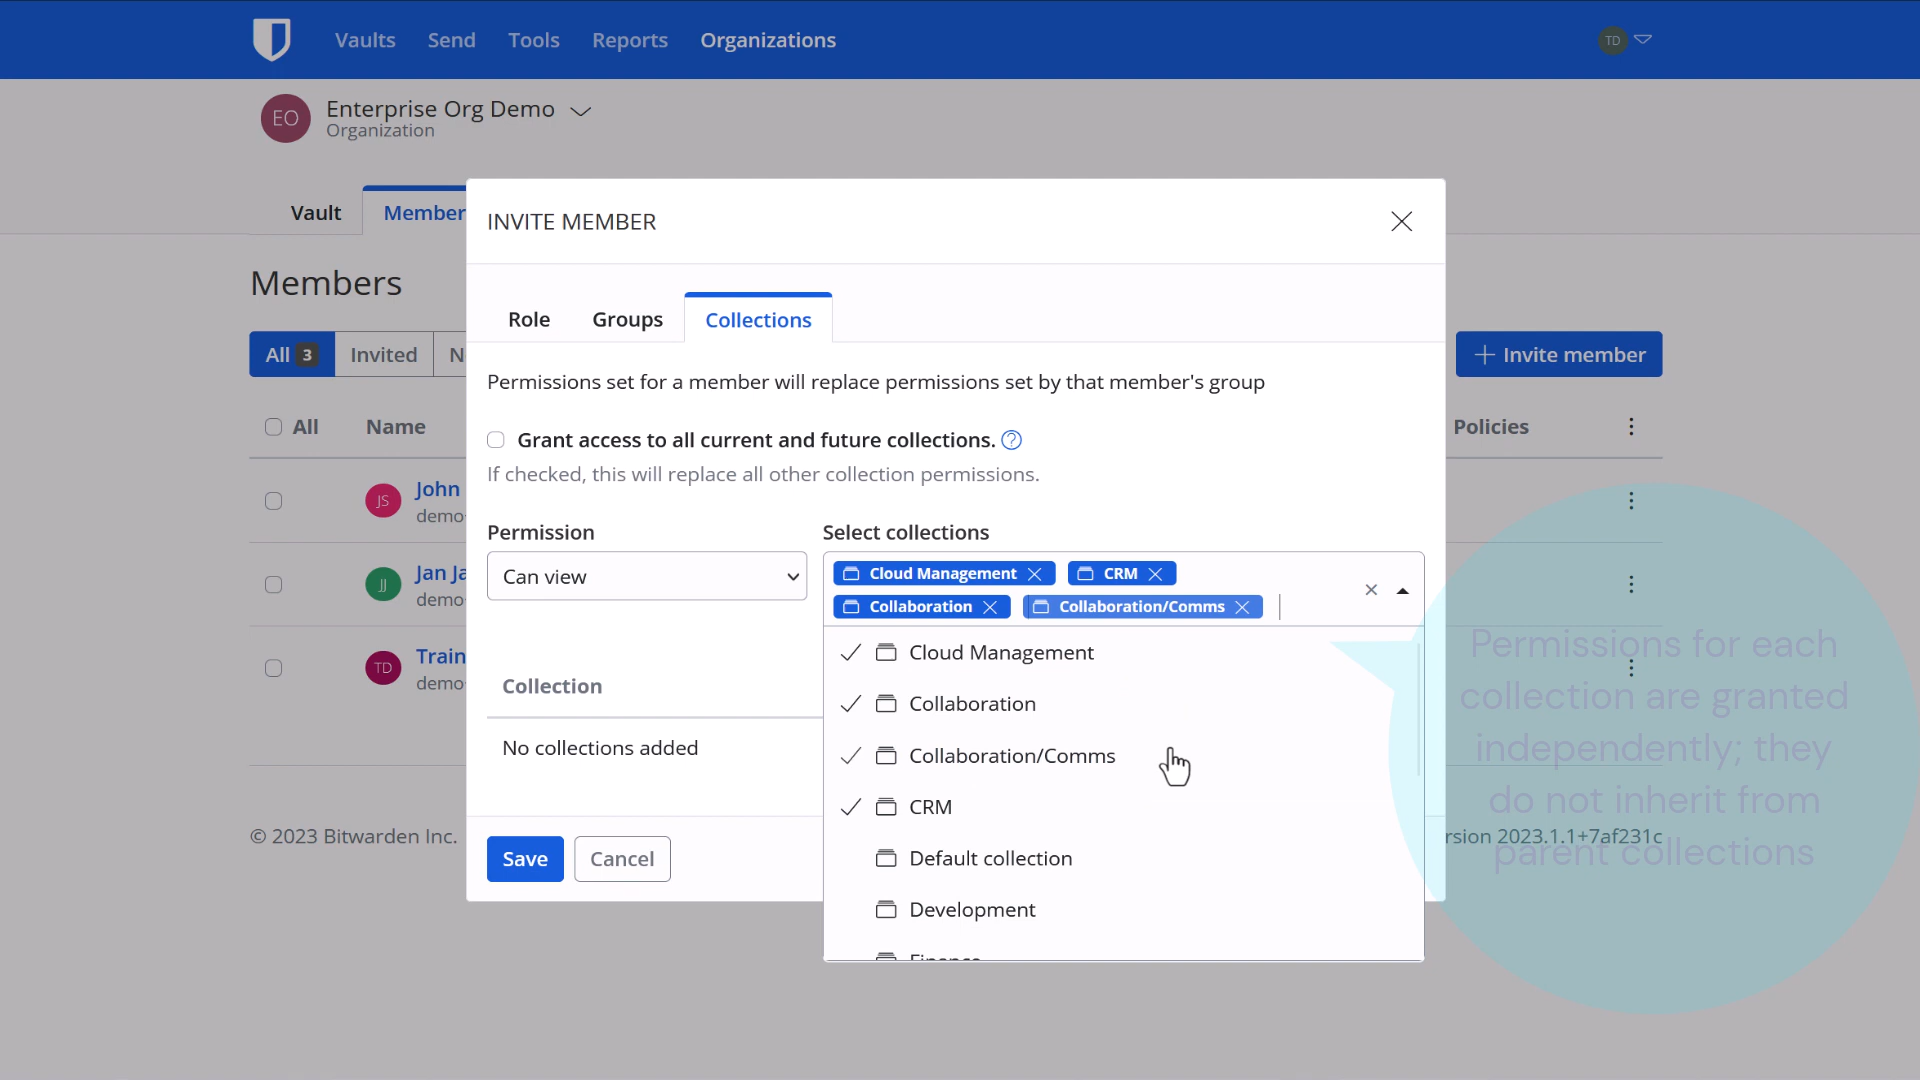 Vaults Send Tools Reports Organizations TD
EO Enterprise Org Demo
Organization
Vault Member
INVITE MEMBER
Members
Role Groups Collections
All 3 Invited N
+ Invite member
Permissions set for a member will replace permissions set by that member's group
All Name Policies
Grant access to all current and future collections.
If checked, this will replace all other collection permissions.
JS John
demo-
Permission Select collections
Can view
Cloud Management CRM
Collaboration Collaboration/Comms
JJ Jan Ja
demo-
TD Train
demo-
Collection
No collections added
Cloud Management
Collaboration
Collaboration/Comms
CRM
Default collection
Development
Finance
Permissions for each
collection are granted
independently; they
do not inherit from
parent collections
© 2023 Bitwarden Inc. rsion 2023.1.1+7af231c
Save Cancel